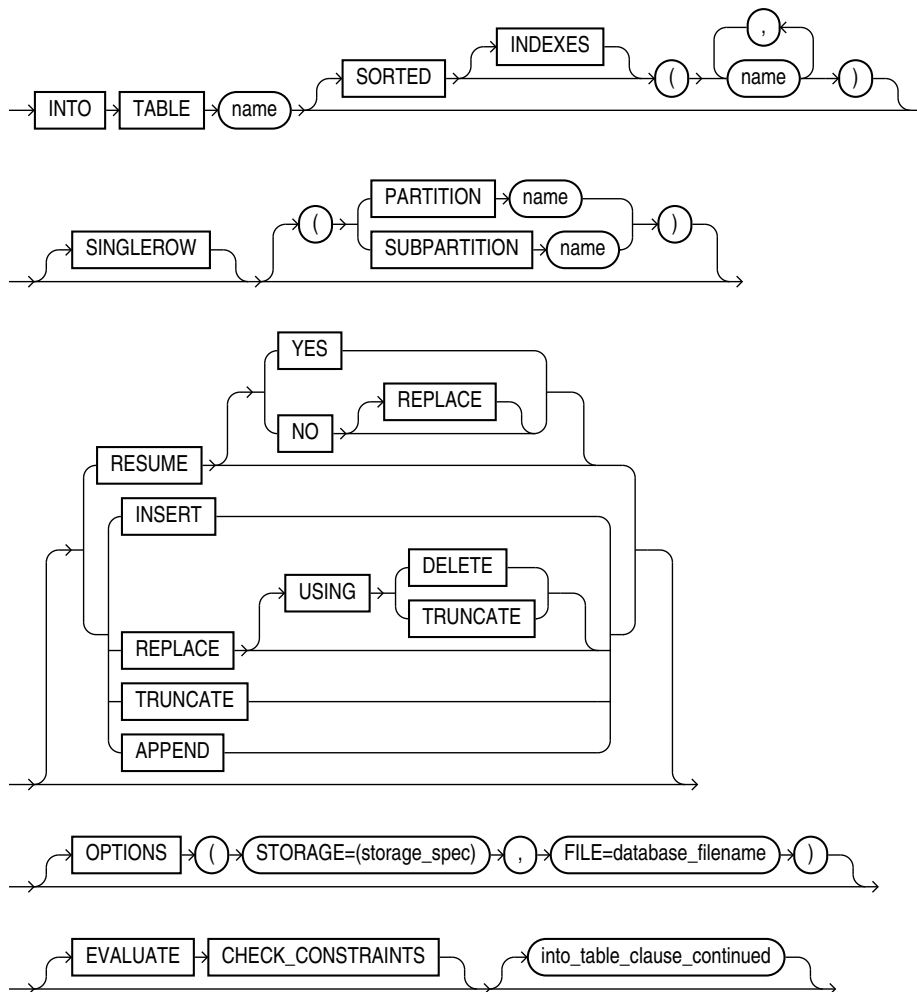 INDEXES ,
SORTED ( name )
INTO TABLE name
PARTITION name
SINGLEROW ( )
SUBPARTITION name
YES
REPLACE
NO
RESUME
INSERT
DELETE
USING
TRUNCATE
REPLACE
TRUNCATE
APPEND
OPTIONS ( STORAGE=(storage_spec) , FILE=database_filename )
EVALUATE CHECK_CONSTRAINTS into_table_clause_continued